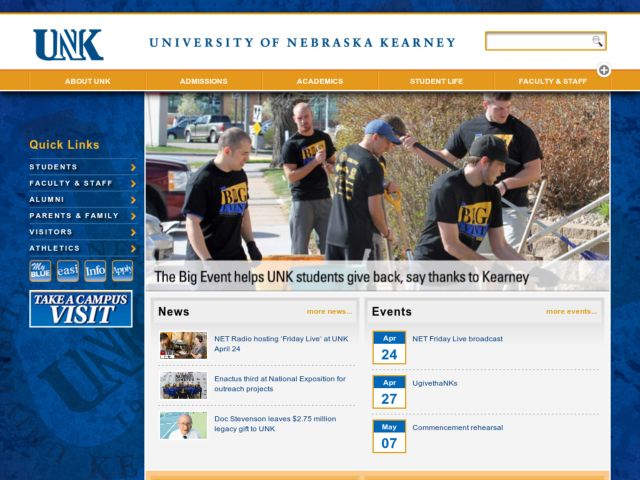 UNK
UNIVERSITY OF NEBRASKA KEARNEY
ABOUT UNK
ADMISSIONS
ACADEMICS
STUDENT LIFE
FACULTY & STAFF
Quick Links
STUDENTS
FACULTY & STAFF
ALUMNI
PARENTS & FAMILY
VISITORS
ATHLETICS
My BLUE
easi
Info
Apply
TAKE A CAMPUS
VISIT
BIG
BIG
BIG
The Big Event helps UNK students give back, say thanks to Kearney
News
more news...
NET Radio hosting 'Friday Live' at UNK
April 24
Enactus third at National Exposition for
outreach projects
Doc Stevenson leaves $2.75 million
legacy gift to UNK
Events
more events...
Apr
24
NET Friday Live broadcast
Apr
27
UgivethaNKs
May
07
Commencement rehearsal